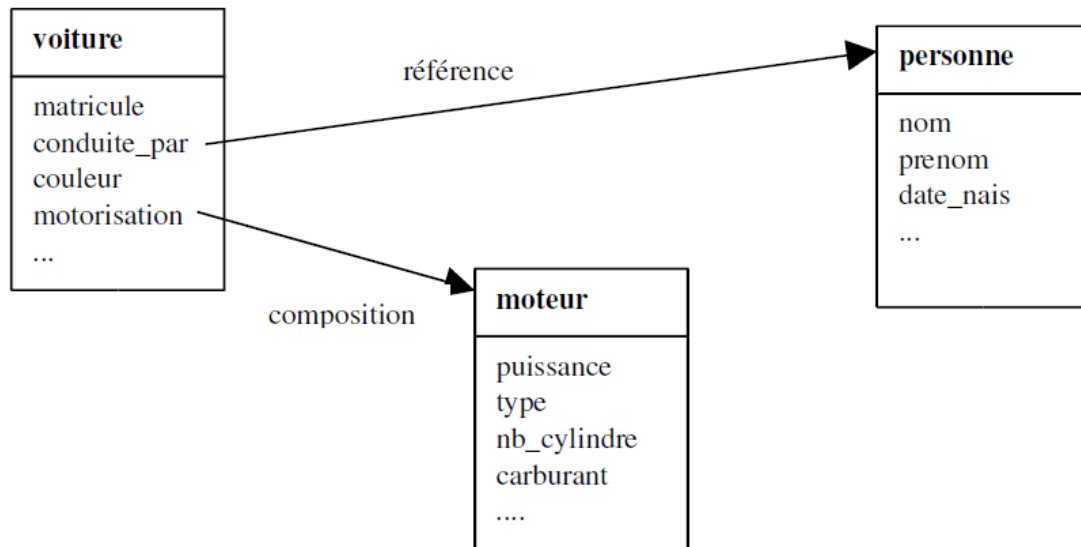 voiture
matricule
conduite_par
couleur
motorisation
...
référence
personne
nom
prenom
date_nais
...
composition
moteur
puissance
type
nb_cylindre
carburant
....